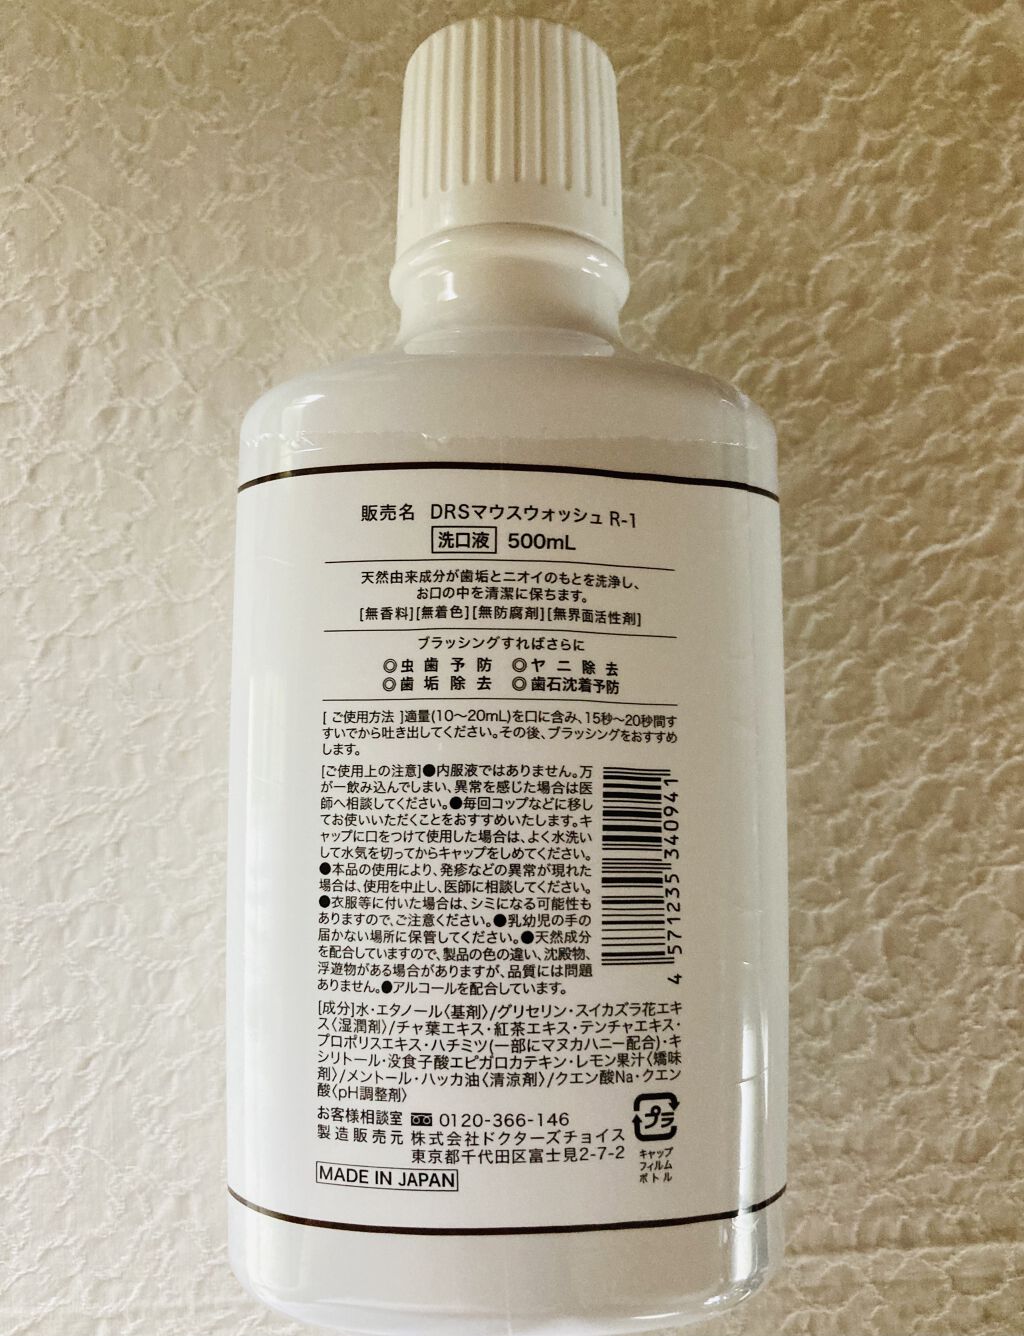 販売名 DRSマウスウォッシュ R-1
洗口液 500mL
天然由来成分が歯垢とニオイのもとを洗浄し、
お口の中を清潔に保ちます。
[無香料][無着色][無防腐剤][無界面活性剤]
ブラッシングすればさらに
◎虫歯予防 ◎ヤニ除去
◎歯垢除去 ◎歯石沈着予防
[ ご使用方法 ]適量(10〜20mL)を口に含み、15秒〜20秒間す
すいでから吐き出してください。その後、ブラッシングをおすすめ
します。
[ご使用上の注意]●内服液ではありません。万
が一飲み込んでしまい、異常を感じた場合は医
師へ相談してください。●毎回コップなどに移し
てお使いいただくことをおすすめいたします。キ
ャップに口をつけて使用した場合は、よく水洗い
して水気を切ってからキャップをしめてください。
●本品の使用により、発疹などの異常が現れた
場合は、使用を中止し、医師に相談してください。
●衣服等に付いた場合は、シミになる可能性も
ありますので、ご注意ください。●乳幼児の手の
届かない場所に保管してください。●天然成分
を配合していますので、製品の色の違い、沈殿物、
浮遊物がある場合がありますが、品質には問題
ありません。●アルコールを配合しています。
4 571235 340941
[成分]水・エタノール〈基剤〉/グリセリン・スイカズラ花エキ
ス〈湿潤剤〉/チャ葉エキス・紅茶エキス・テンチャエキス・
プロポリスエキス・ハチミツ(一部にマヌカハニー配合)・キ
シリトール・没食子酸エピガロカテキン・レモン果汁〈矯味
剤〉/メントール・ハッカ油〈清涼剤〉/クエン酸Na・クエン
酸〈pH調整剤〉
お客様相談室 0120-366-146
製造販売元 株式会社ドクターズチョイス
東京都千代田区富士見2-7-2
MADE IN JAPAN
プラ
キャップ
フィルム
ボトル